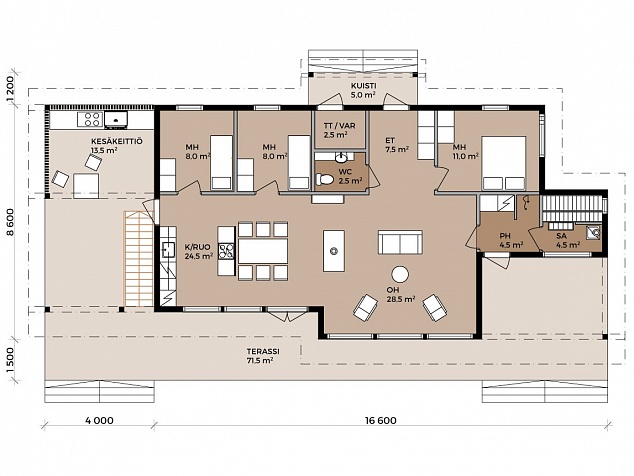 KUISTI
5.0 m²
1 200
KESÄKEITTIÖ
13,5 m²
MH
8.0 m²
MH
8.0 m²
TT / VAR
2.5 m²
WC
2.5 m²
ET
7.5 m²
MH
11.0 m²
8 600
K/RUO
24.5 m²
OH
28.5 m²
PH
4.5 m²
SA
4.5 m²
TERASSI
71.5 m²
1 500
4 000
16 600